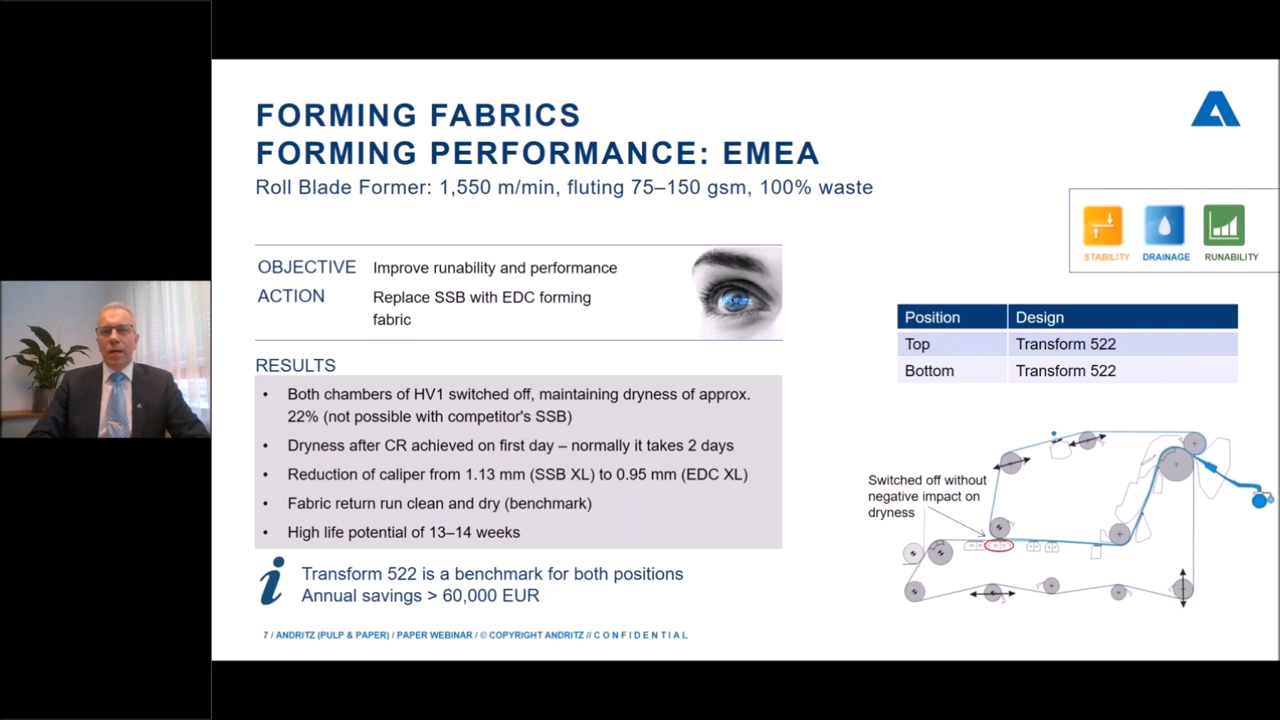 FORMING FABRICS
FORMING PERFORMANCE: EMEA
Roll Blade Former: 1,550 m/min, fluting 75–150 gsm, 100% waste
STABILITY DRAINAGE RUNABILITY
OBJECTIVE Improve runability and performance
ACTION Replace SSB with EDC forming
fabric
Position Design
Top Transform 522
Bottom Transform 522
RESULTS
• Both chambers of HV1 switched off, maintaining dryness of approx.
22% (not possible with competitor's SSB)
• Dryness after CR achieved on first day – normally it takes 2 days
• Reduction of caliper from 1.13 mm (SSB XL) to 0.95 mm (EDC XL)
• Fabric return run clean and dry (benchmark)
• High life potential of 13–14 weeks
Switched off without
negative impact on
dryness
Transform 522 is a benchmark for both positions
Annual savings > 60,000 EUR
7 / ANDRITZ (PULP & PAPER) / PAPER WEBINAR / © COPYRIGHT ANDRITZ // CONFIDENTIAL